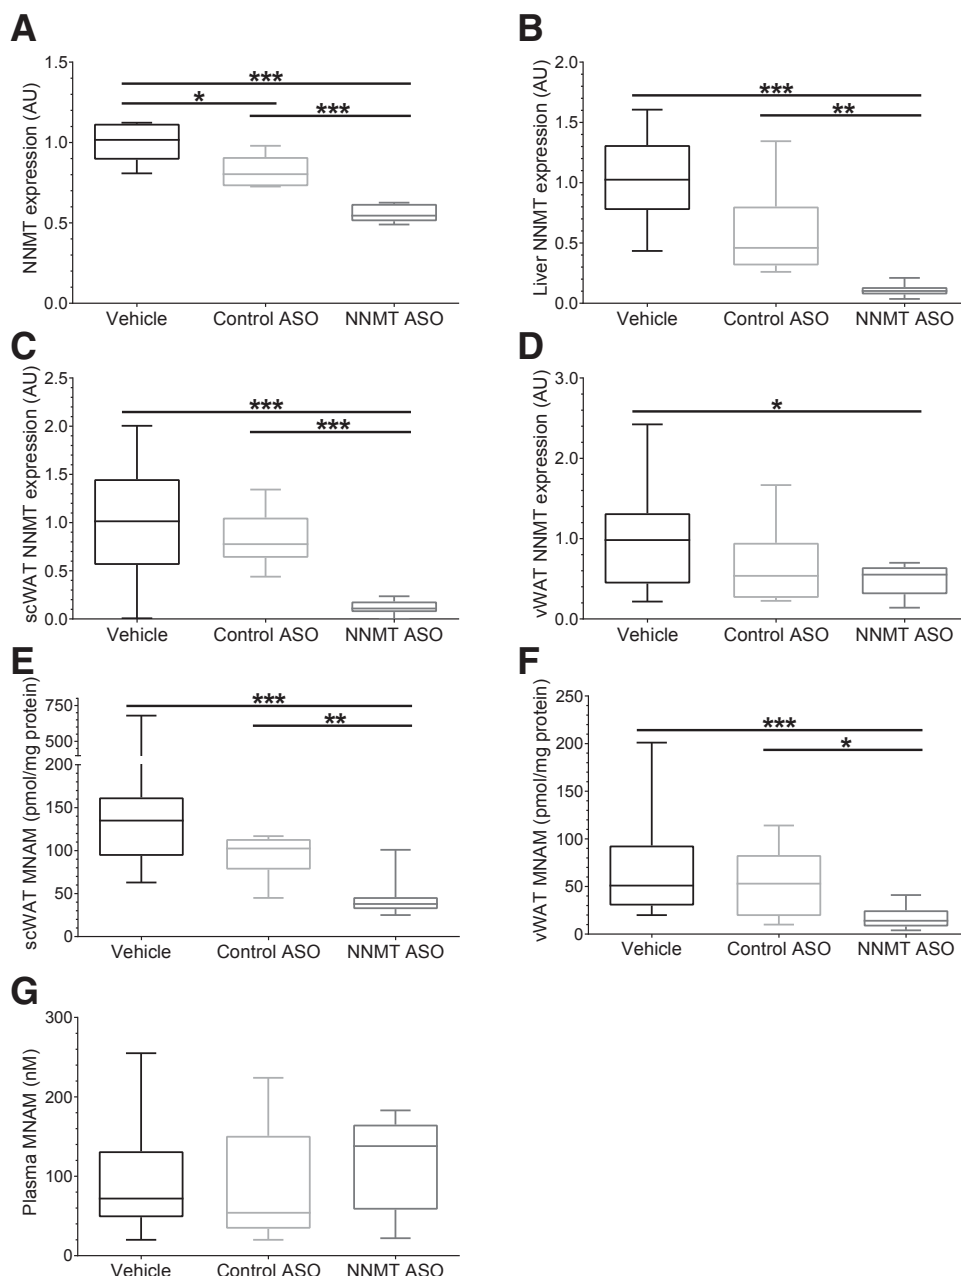 A
NNMT expression (AU)
1.5
1.0
0.5
0.0
***
*
***
Vehicle Control ASO NNMT ASO
B
Liver NNMT expression (AU)
2.0
1.5
1.0
0.5
0.0
***
**
Vehicle Control ASO NNMT ASO
C
scWAT NNMT expression (AU)
2.5
2.0
1.5
1.0
0.5
0.0
***
***
Vehicle Control ASO NNMT ASO
D
vWAT NNMT expression (AU)
3.0
2.0
1.0
0.0
*
Vehicle Control ASO NNMT ASO
E
scWAT MNAM (pmol/mg protein)
750
500
200
150
100
50
0
***
**
Vehicle Control ASO NNMT ASO
F
vWAT MNAM (pmol/mg protein)
250
200
150
100
50
0
***
*
Vehicle Control ASO NNMT ASO
G
Plasma MNAM (nM)
300
200
100
0
Vehicle Control ASO NNMT ASO